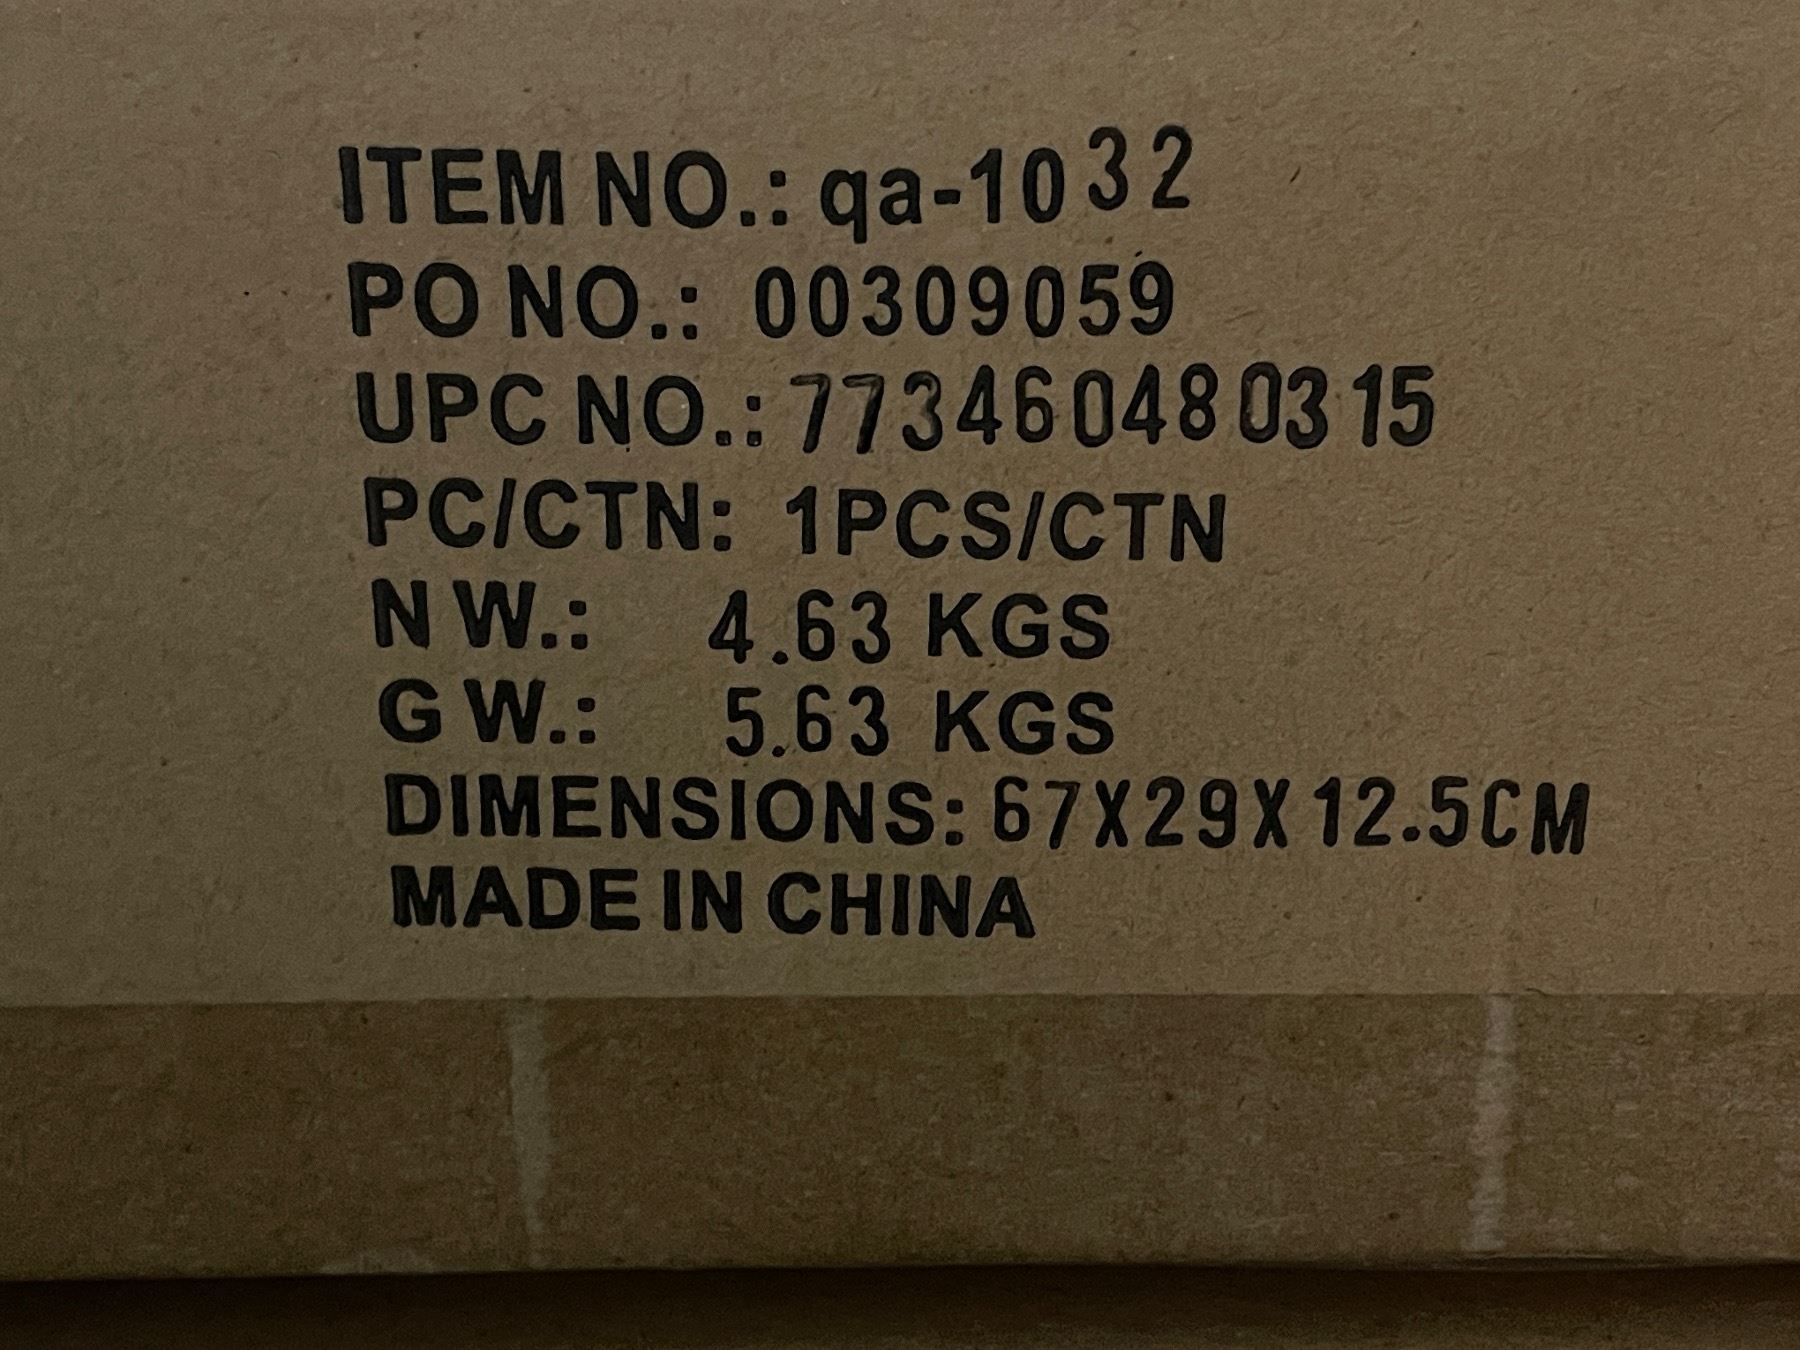 ITEM NO.: qa-1032
PO NO.: 00309059
UPC NO.: 773460480315
PC/CTN: 1PCS/CTN
N W.: 4.63 KGS
G W.: 5.63 KGS
DIMENSIONS: 67X29X12.5CM
MADE IN CHINA